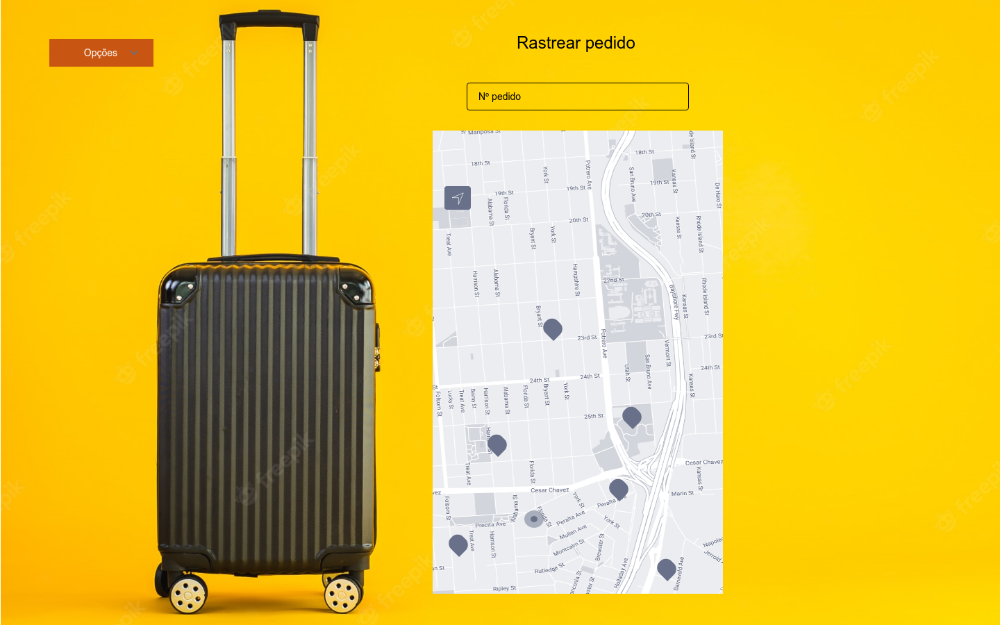 Opções
Rastrear pedido
Nº pedido
Mariposa St
18th St
18th St
York St
Potrero Ave
San Bruno Ave
Kansas St
19th St
19th St
19th St
De Haro St
Alabama St
Florida St
20th St
20th St
Treat Ave
Bryant St
York St
Kansas St
Rhode Island St
Harrison St
Alabama St
Hampshire St
22nd St
Bayshore Fwy
Kansas St
Rhode Island St
Bryant St
23rd St
Potrero Ave
23rd St
Vermont St
Utah St
San Bruno Ave
24th St
24th St
24th St
Kansas St
Folsom St
Lucky St
Treat Ave
Barny St
Harrison St
Alabama St
Florida St
Bryant St
York St
25th St
Treat Ave
Florida St
Cesar Chavez
Kansas St
Cesar Chavez
Marin St
Folsom St
Alabama St
Florida St
York St
Peralta Ave
Peralta Ave
York St
Precita Ave
Mullen Ave
Treat Ave
Harrison St
Montcalm St
Brewster St
Rutledge St
Holladay Ave
Barneveld Ave
Ripley St
freepik